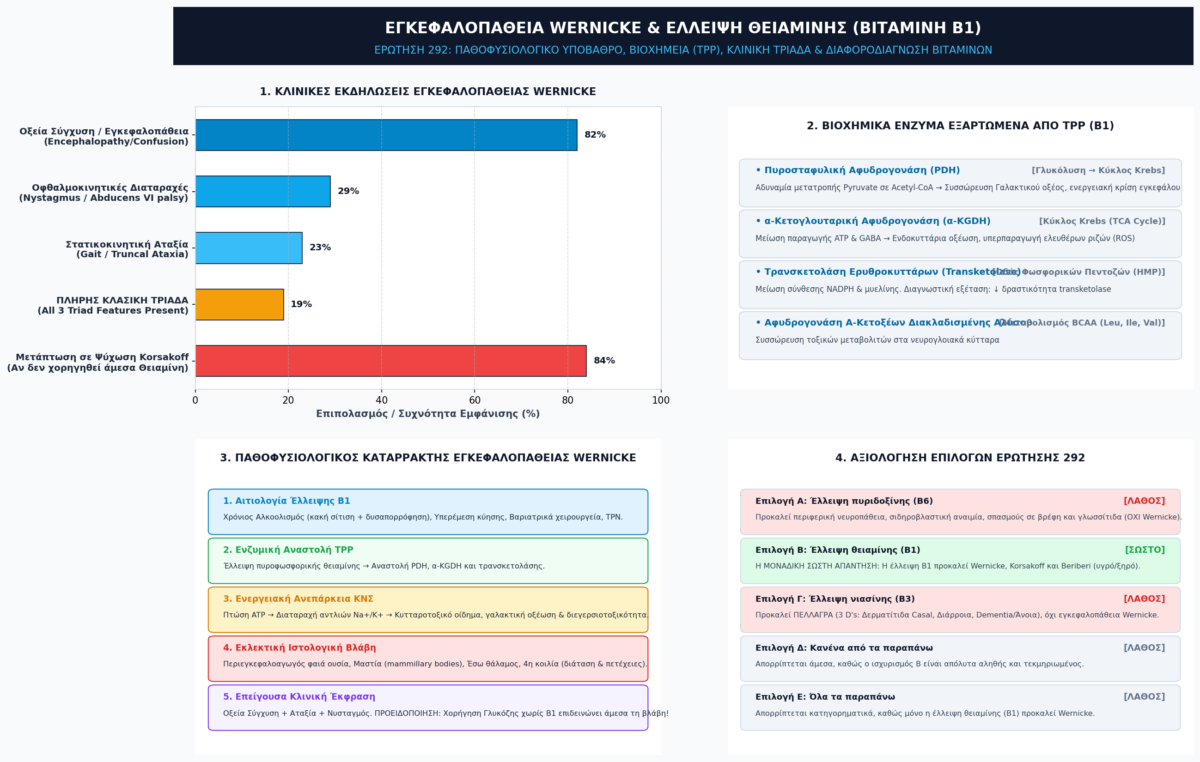 ΕΓΚΕΦΑΛΟΠΑΘΕΙΑ WERNICKE & ΕΛΛΕΙΨΗ ΘΕΙΑΜΙΝΗΣ (ΒΙΤΑΜΙΝΗ Β1)
ΕΡΩΤΗΣΗ 292: ΠΑΘΟΦΥΣΙΟΛΟΓΙΚΟ ΥΠΟΒΑΘΡΟ, ΒΙΟΧΗΜΕΙΑ (TPP), ΚΛΙΝΙΚΗ ΤΡΙΑΔΑ & ΔΙΑΦΟΡΟΔΙΑΓΝΩΣΗ ΒΙΤΑΜΙΝΩΝ
1. ΚΛΙΝΙΚΕΣ ΕΚΔΗΛΩΣΕΙΣ ΕΓΚΕΦΑΛΟΠΑΘΕΙΑΣ WERNICKE
Οξεία Σύγχυση / Εγκεφαλοπάθεια
(Encephalopathy/Confusion)
82%
Οφθαλμοκινητικές Διαταραχές
(Nystagmus / Abducens VI palsy)
29%
Στατικοκινητική Αταξία
(Gait / Truncal Ataxia)
23%
ΠΛΗΡΗΣ ΚΛΑΣΙΚΗ ΤΡΙΑΔΑ
(All 3 Triad Features Present)
19%
Μετάπτωση σε Ψύχωση Korsakoff
(Αν δεν χορηγηθεί άμεσα Θειαμίνη)
84%
0 20 40 60 80 100
Επιπολασμός / Συχνότητα Εμφάνισης (%)
2. ΒΙΟΧΗΜΙΚΑ ΕΝΖΥΜΑ ΕΞΑΡΤΩΜΕΝΑ ΑΠΟ TPP (B1)
• Πυροσταφυλική Αφυδρογονάση (PDH) [Γλυκόλυση → Κύκλος Krebs]
Αδυναμία μετατροπής Pyruvate σε Acetyl-CoA → Συσσώρευση Γαλακτικού οξέος, ενεργειακή κρίση εγκεφάλου
• α-Κετογλουταρική Αφυδρογονάση (α-KGDH) [Κύκλος Krebs (TCA Cycle)]
Μείωση παραγωγής ATP & GABA → Ενδοκυττάρια οξέωση, υπερπαραγωγή ελευθέρων ριζών (ROS)
• Τρανσκετολάση Ερυθροκυττάρων (Transketolase) Φωσφορικών Πεντοζών (HMP)]
Μείωση σύνθεσης NADPH & μυελίνης. Διαγνωστική εξέταση: ↓ δραστικότητα transketolase
• Αφυδρογονάση Α-Κετοξέων Διακλαδισμένης BCAA (Leu, Ile, Val)]
Συσσώρευση τοξικών μεταβολιτών στα νευρογλοιακά κύτταρα
3. ΠΑΘΟΦΥΣΙΟΛΟΓΙΚΟΣ ΚΑΤΑΡΡΑΚΤΗΣ ΕΓΚΕΦΑΛΟΠΑΘΕΙΑΣ WERNICKE
1. Αιτιολογία Έλλειψης Β1
Χρόνιος Αλκοολισμός (κακή σίτιση + δυσαπορρόφηση), Υπερέμεση κύησης, Βαριατρικά χειρουργεία, TPN.
2. Ενζυμική Αναστολή TPP
Έλλειψη πυροφωσφορικής θειαμίνης → Αναστολή PDH, α-KGDH και τρανσκετολάσης.
3. Ενεργειακή Ανεπάρκεια ΚΝΣ
Πτώση ATP → Διαταραχή αντλιών Na+/K+ → Κυτταροτοξικό οίδημα, γαλακτική οξέωση & διεγερσιοτοξικότητα.
4. Εκλεκτική Ιστολογική Βλάβη
Περιεγκεφαλοαγωγός φαιά ουσία, Μαστία (mammillary bodies), Έσω θάλαμος, 4η κοιλία (διάταση & πετέχειες).
5. Επείγουσα Κλινική Έκφραση
Οξεία Σύγχυση + Αταξία + Νυσταγμός. ΠΡΟΕΙΔΟΠΟΙΗΣΗ: Χορήγηση Γλυκόζης χωρίς Β1 επιδεινώνει άμεσα τη βλάβη!
4. ΑΞΙΟΛΟΓΗΣΗ ΕΠΙΛΟΓΩΝ ΕΡΩΤΗΣΗΣ 292
Επιλογή Α: Έλλειψη πυριδοξίνης (Β6) [ΛΑΘΟΣ]
Προκαλεί περιφερική νευροπάθεια, σιδηροβλαστική αναιμία, σπασμούς σε βρέφη και γλωσσίτιδα (ΟΧΙ Wernicke).
Επιλογή Β: Έλλειψη θειαμίνης (Β1) [ΣΩΣΤΟ]
Η ΜΟΝΑΔΙΚΗ ΣΩΣΤΗ ΑΠΑΝΤΗΣΗ: Η έλλειψη Β1 προκαλεί Wernicke, Korsakoff και Beriberi (υγρό/ξηρό).
Επιλογή Γ: Έλλειψη νιασίνης (Β3) [ΛΑΘΟΣ]
Προκαλεί ΠΕΛΛΑΓΡΑ (3 D's: Δερματίτιδα Casal, Διάρροια, Dementia/Άνοια), όχι εγκεφαλοπάθεια Wernicke.
Επιλογή Δ: Κανένα από τα παραπάνω [ΛΑΘΟΣ]
Απορρίπτεται άμεσα, καθώς ο ισχυρισμός Β είναι απόλυτα αληθής και τεκμηριωμένος.
Επιλογή Ε: Όλα τα παραπάνω [ΛΑΘΟΣ]
Απορρίπτεται κατηγορηματικά, καθώς μόνο η έλλειψη θειαμίνης (Β1) προκαλεί Wernicke.